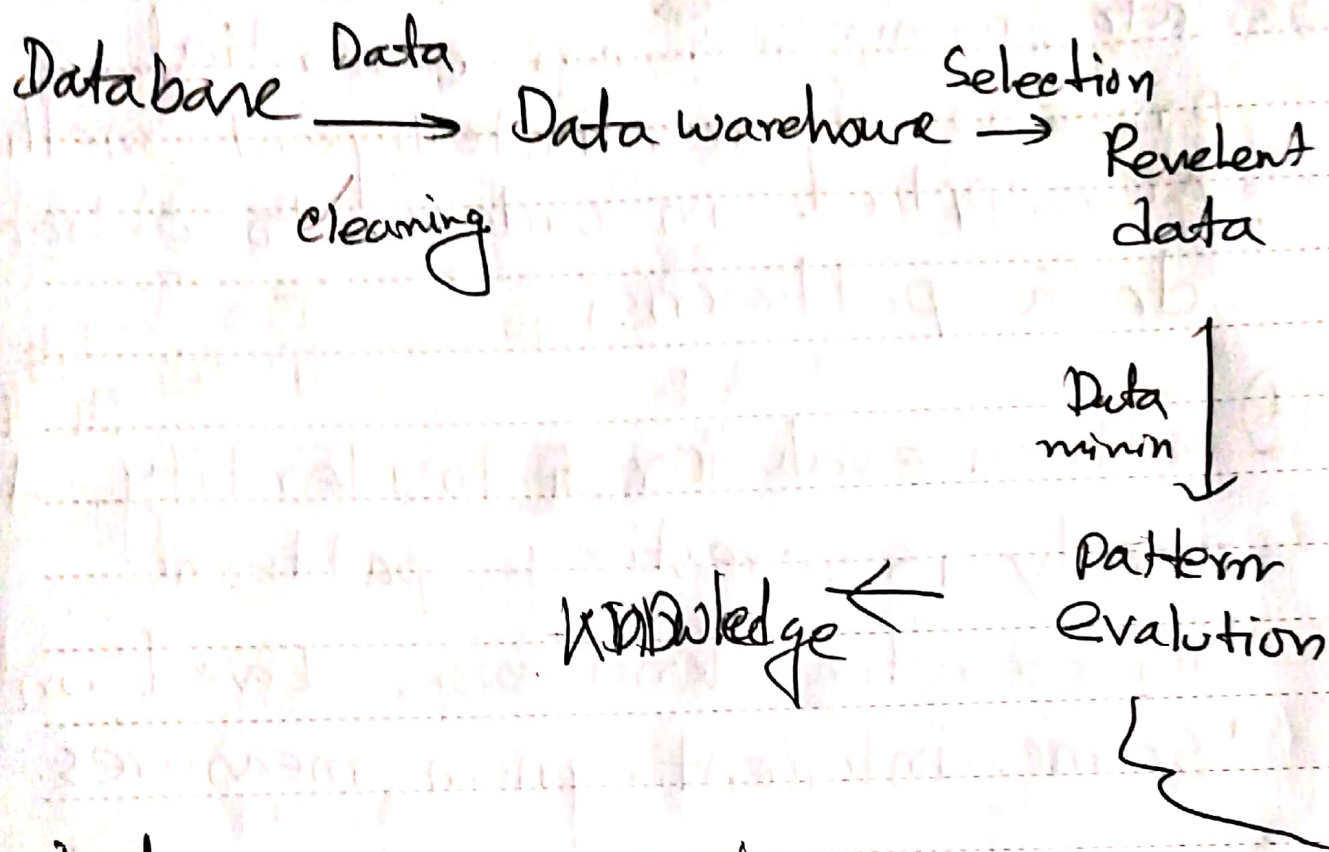 Database Data cleaning → Data warehouse Selection →
Revelent
data
Data
minin
pattern
evalution
Knowledge ←